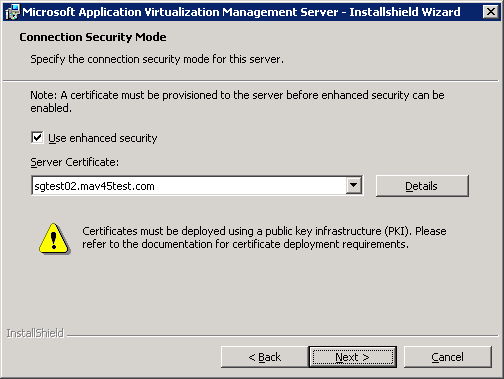 Microsoft Application Virtualization Management Server - Installshield Wizard
Connection Security Mode
Specify the connection security mode for this server.
Note: A certificate must be provisioned to the server before enhanced security can be
enabled.
Use enhanced security
Server Certificate:
sgtest02.mav45test.com
Details
Certificates must be deployed using a public key infrastructure (PKI). Please
refer to the documentation for certificate deployment requirements.
InstallShield
< Back
Next >
Cancel